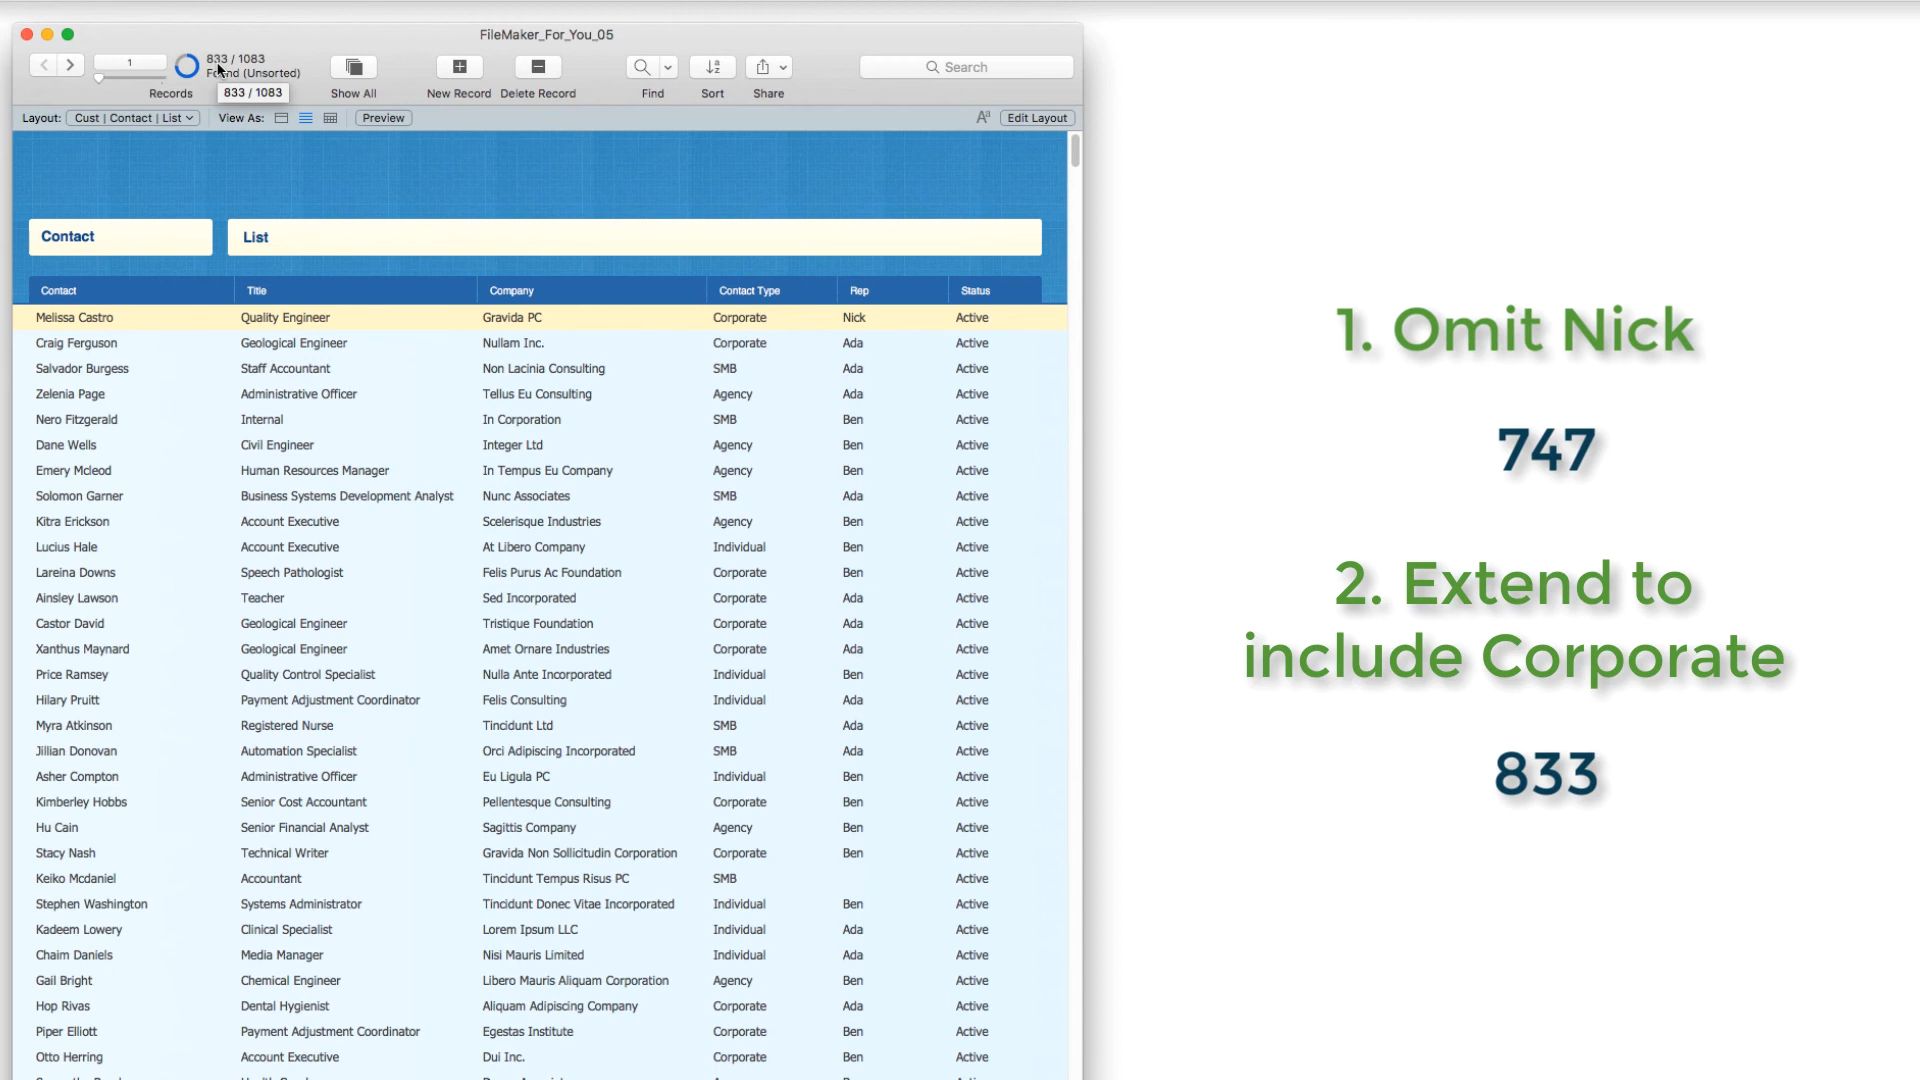 FileMaker_For_You_05
1
833 / 1083
Found (Unsorted)
Records
833 / 1083
Show All
New Record
Delete Record
Find
Sort
Share
Search
Layout: Cust | Contact | List
View As:
Preview
Aª
Edit Layout
Contact
List
Contact Title Company Contact Type Rep Status
Melissa Castro Quality Engineer Gravida PC Corporate Nick Active
Craig Ferguson Geological Engineer Nullam Inc. Corporate Ada Active
Salvador Burgess Staff Accountant Non Lacinia Consulting SMB Ada Active
Zelenia Page Administrative Officer Tellus Eu Consulting Agency Ada Active
Nero Fitzgerald Internal In Corporation SMB Ben Active
Dane Wells Civil Engineer Integer Ltd Agency Ben Active
Emery Mcleod Human Resources Manager In Tempus Eu Company Agency Ben Active
Solomon Garner Business Systems Development Analyst Nunc Associates SMB Ada Active
Kitra Erickson Account Executive Scelerisque Industries Agency Ben Active
Lucius Hale Account Executive At Libero Company Individual Ben Active
Lareina Downs Speech Pathologist Felis Purus Ac Foundation Corporate Ben Active
Ainsley Lawson Teacher Sed Incorporated Corporate Ada Active
Castor David Geological Engineer Tristique Foundation Corporate Ada Active
Xanthus Maynard Geological Engineer Amet Ornare Industries Corporate Ada Active
Price Ramsey Quality Control Specialist Nulla Ante Incorporated Individual Ben Active
Hilary Pruitt Payment Adjustment Coordinator Felis Consulting Individual Ada Active
Myra Atkinson Registered Nurse Tincidunt Ltd SMB Ada Active
Jillian Donovan Automation Specialist Orci Adipiscing Incorporated SMB Ada Active
Asher Compton Administrative Officer Eu Ligula PC Individual Ben Active
Kimberley Hobbs Senior Cost Accountant Pellentesque Consulting Corporate Ben Active
Hu Cain Senior Financial Analyst Sagittis Company Agency Ben Active
Stacy Nash Technical Writer Gravida Non Sollicitudin Corporation Corporate Ben Active
Keiko Mcdaniel Accountant Tincidunt Tempus Risus PC SMB Active
Stephen Washington Systems Administrator Tincidunt Donec Vitae Incorporated Individual Ben Active
Kadeem Lowery Clinical Specialist Lorem Ipsum LLC Individual Ada Active
Chaim Daniels Media Manager Nisi Mauris Limited Individual Ada Active
Gail Bright Chemical Engineer Libero Mauris Aliquam Corporation Agency Ben Active
Hop Rivas Dental Hygienist Aliquam Adipiscing Company Corporate Ada Active
Piper Elliott Payment Adjustment Coordinator Egestas Institute Corporate Ben Active
Otto Herring Account Executive Dui Inc. Corporate Ben Active
1. Omit Nick
747
2. Extend to
include Corporate
833